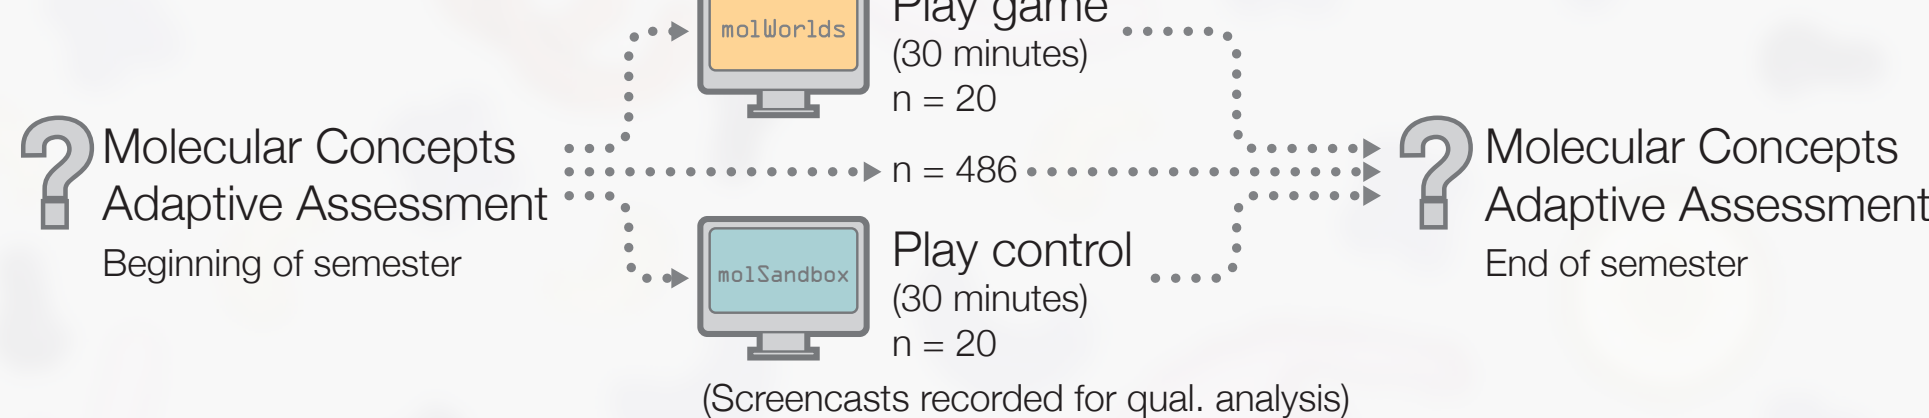 molWorlds
Play game
(30 minutes)
n = 20
Molecular Concepts
Adaptive Assessment
Beginning of semester
n = 486
molSandbox
Play control
(30 minutes)
n = 20
(Screencasts recorded for qual. analysis)
Molecular Concepts
Adaptive Assessment
End of semester